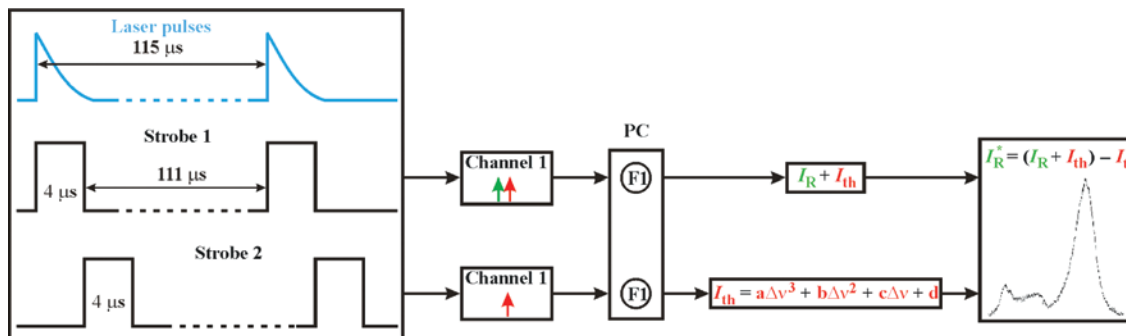 Laser pulses
115 μs
Strobe 1
111 μs
4 μs
Strobe 2
4 μs
Channel 1
Channel 1
PC
F1
F1
I_R + I_th
I_th = aΔν³ + bΔν² + cΔν + d
I*_R = (I_R + I_th) – I_t